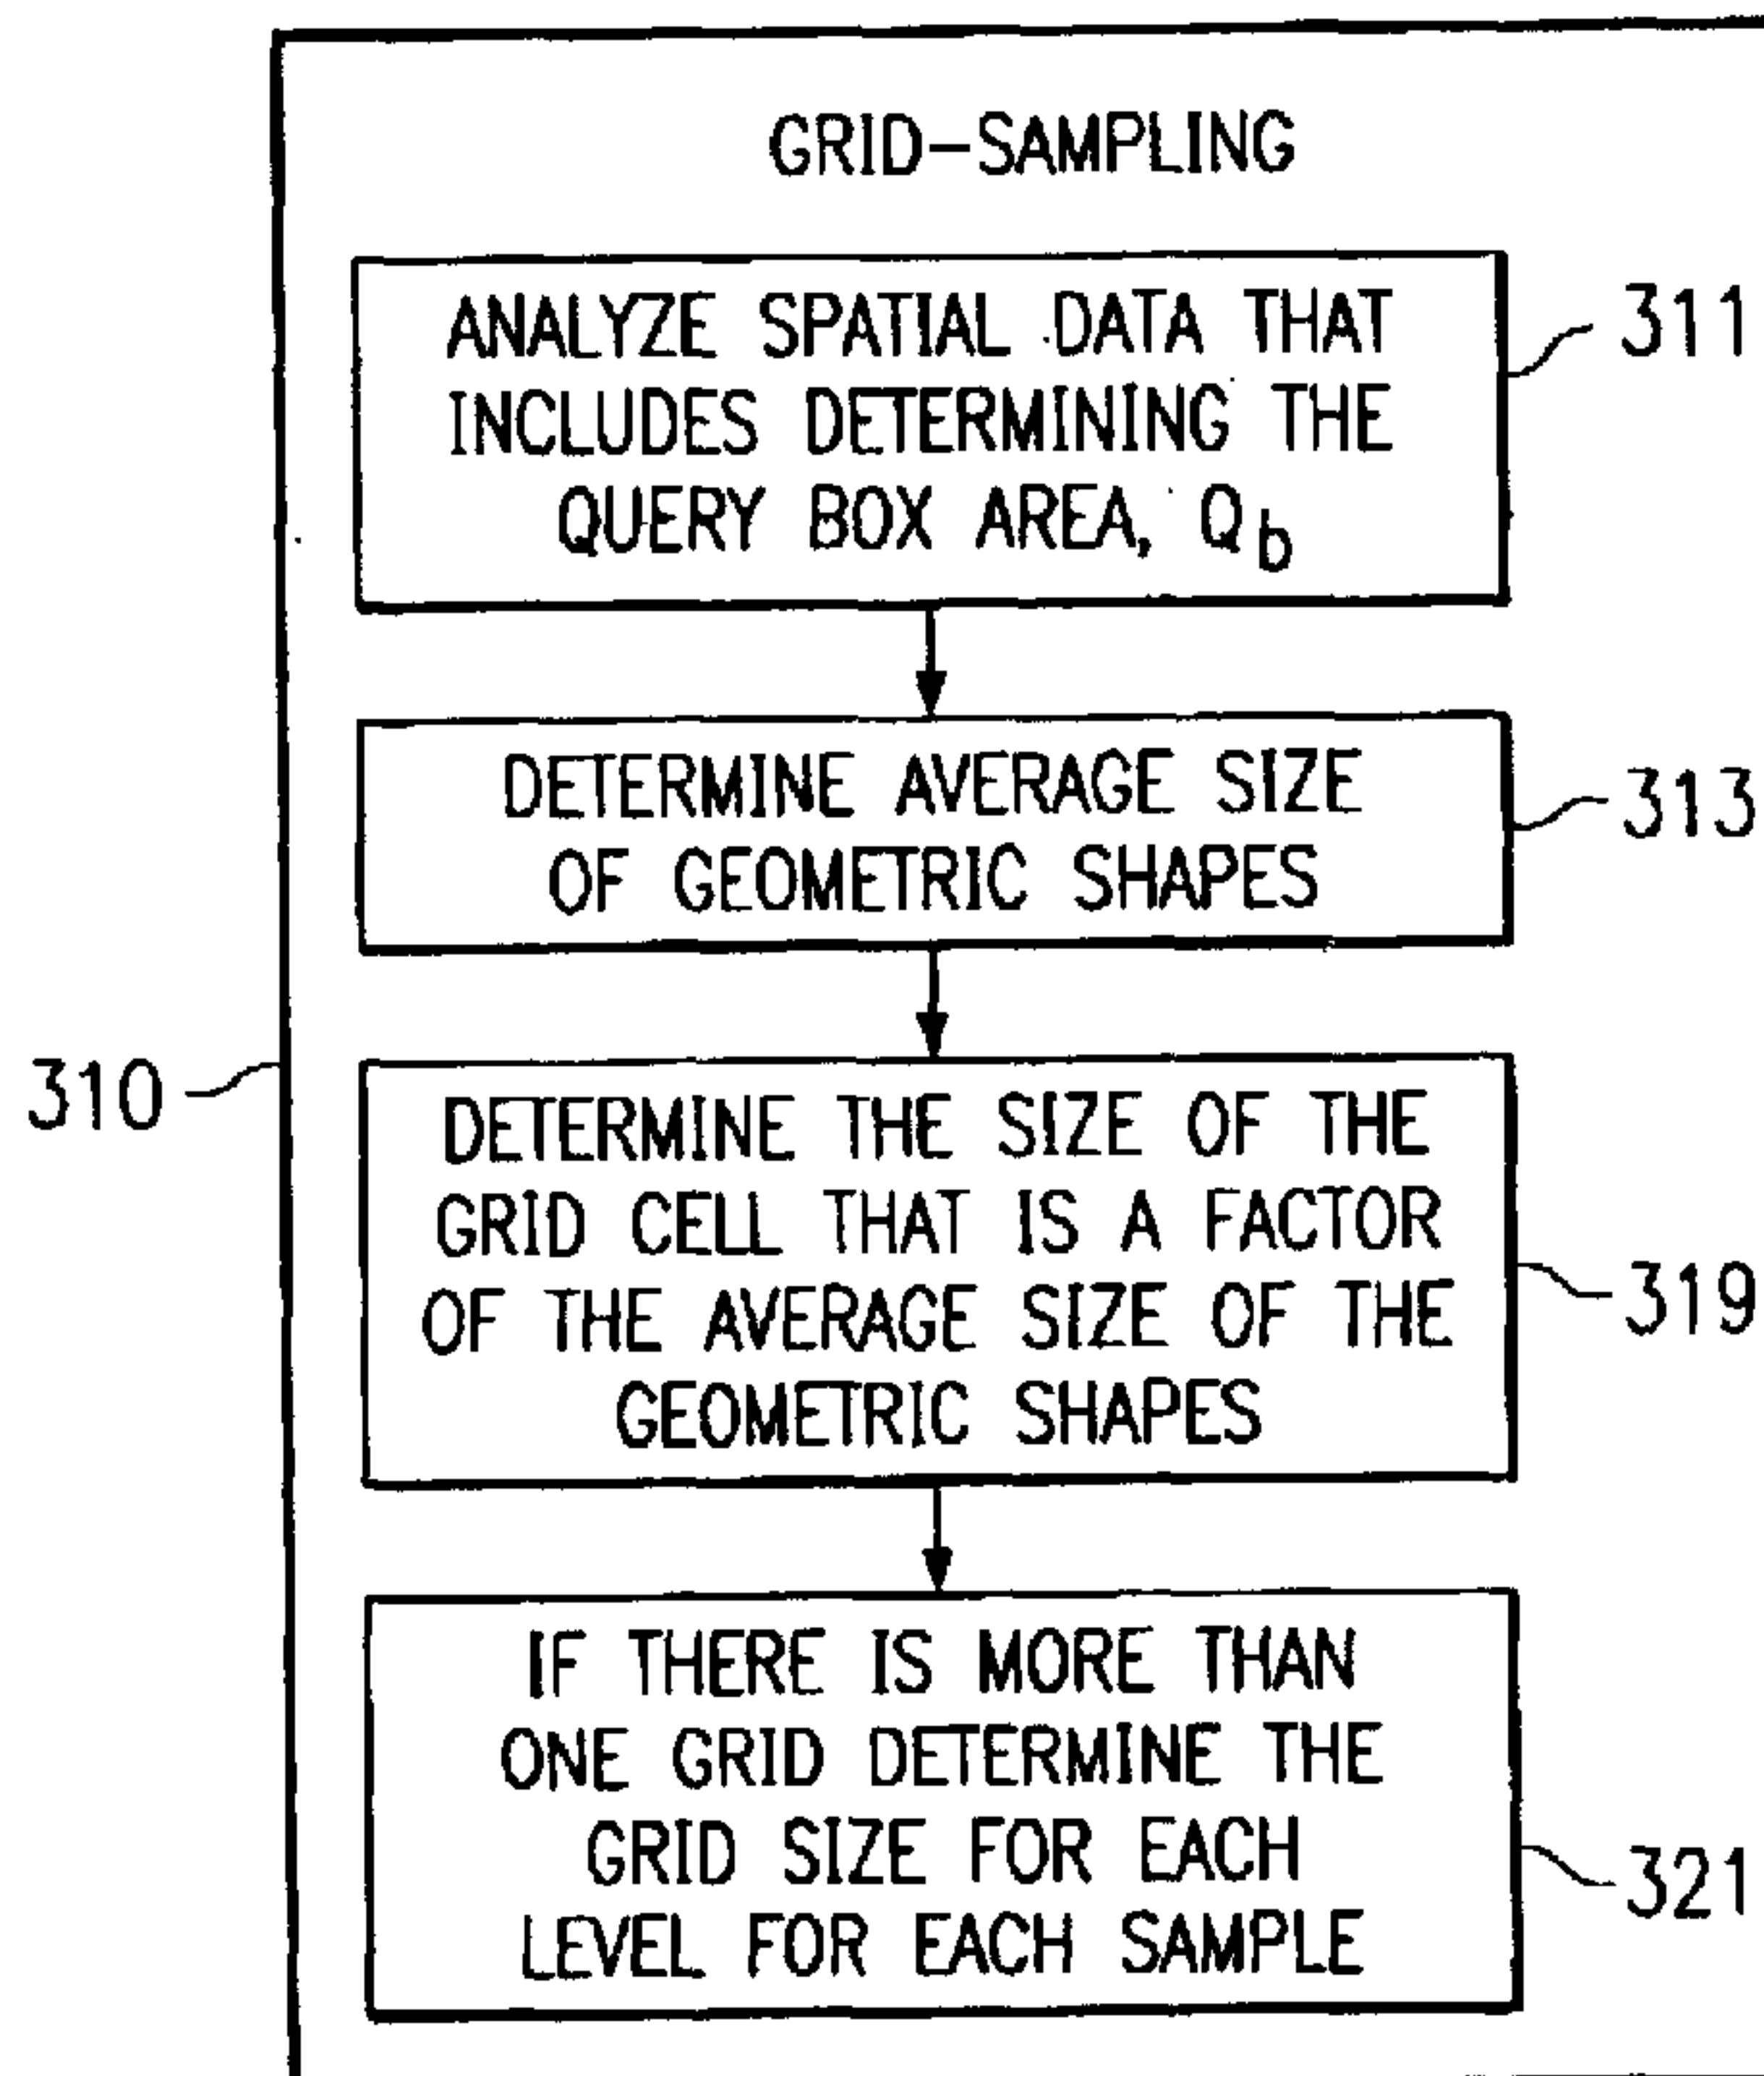 GRID-SAMPLING
ANALYZE SPATIAL DATA THAT
INCLUDES DETERMINING THE
QUERY BOX AREA, Qb
311
DETERMINE AVERAGE SIZE
OF GEOMETRIC SHAPES
313
310
DETERMINE THE SIZE OF THE
GRID CELL THAT IS A FACTOR
OF THE AVERAGE SIZE OF THE
GEOMETRIC SHAPES
319
IF THERE IS MORE THAN
ONE GRID DETERMINE THE
GRID SIZE FOR EACH
LEVEL FOR EACH SAMPLE
321